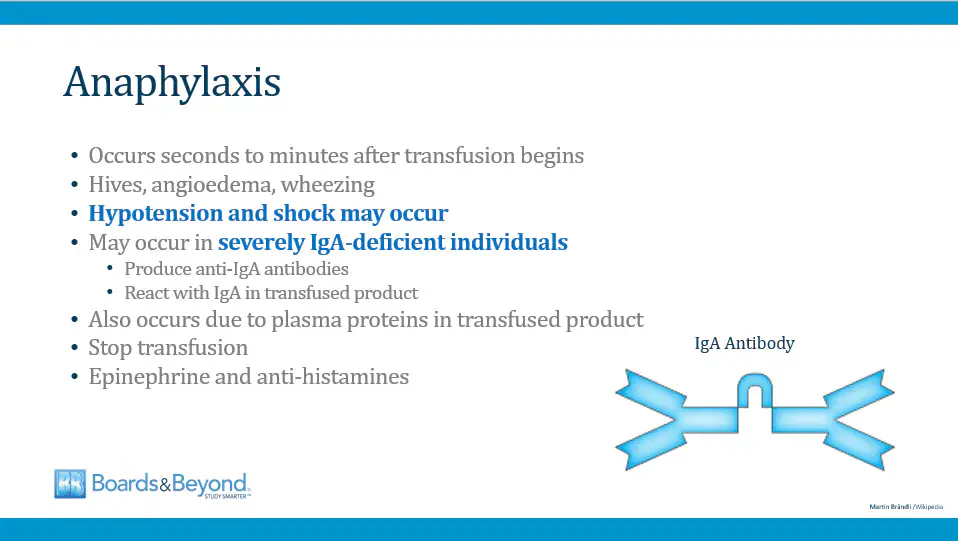 Anaphylaxis
• Occurs seconds to minutes after transfusion begins
• Hives, angioedema, wheezing
• Hypotension and shock may occur
• May occur in severely IgA-deficient individuals
• Produce anti-IgA antibodies
• React with IgA in transfused product
• Also occurs due to plasma proteins in transfused product
• Stop transfusion
• Epinephrine and anti-histamines
IgA Antibody
BB Boards&Beyond.
STUDY SMARTER™
Martin Brändli /Wikipedia